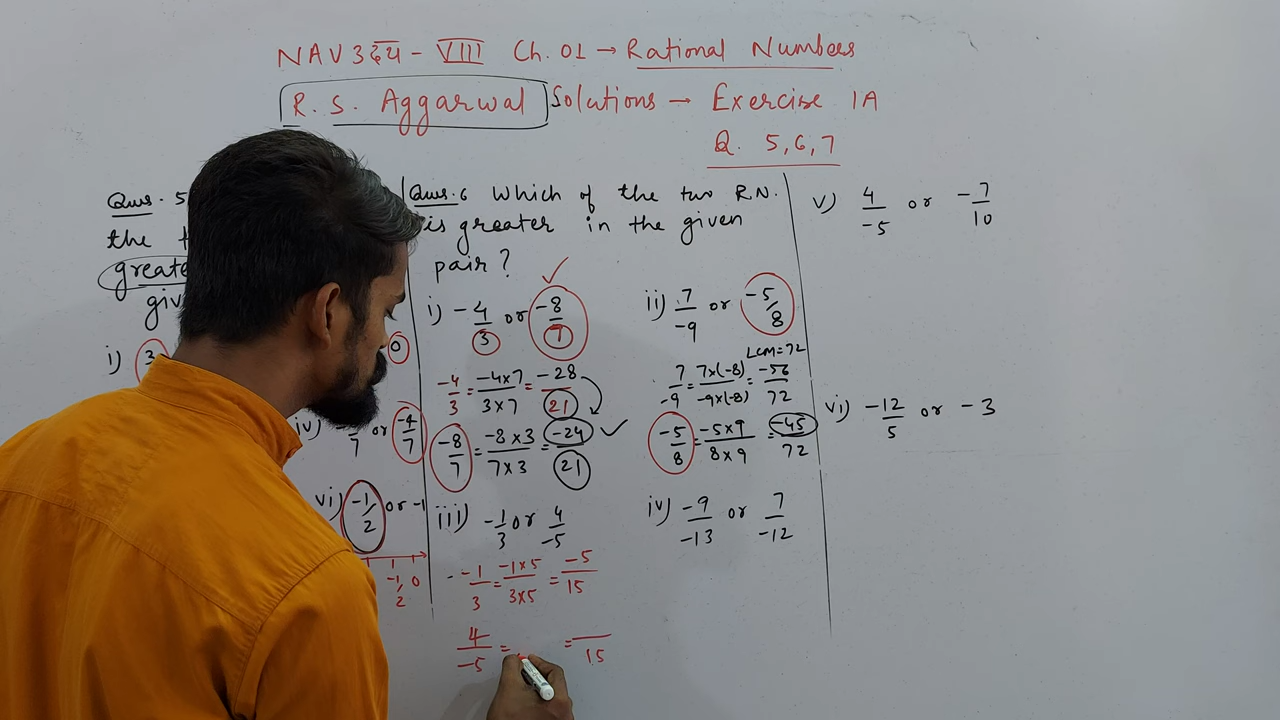 NAV3टा - VIII Ch. 01 → Rational Numbers
R. S. Aggarwal Solutions → Exercise 1A
Q. 5,6,7
Ques. 5
the
greate
giv
i) 3
0
iv) 7 or -4/7
vi) -1/2 or -1
-1/2 0
Ques. 6 Which of the two R.N.
is greater in the given
pair?
i) -4/3 or -8/7 ✓
-4/3 = -4×7/3×7 = -28/21
-8/7 = -8×3/7×3 = -24/21 ✓
iii) -1/3 or 4/-5
-1/3 = -1×5/3×5 = -5/15
4/-5 = = /15
ii) 7/-9 or -5/8
LCM=72
7/-9 = 7×(-8)/-9×(-8) = -56/72
-5/8 = -5×9/8×9 = -45/72
iv) -9/-13 or 7/-12
v) 4/-5 or -7/10
vi) -12/5 or -3